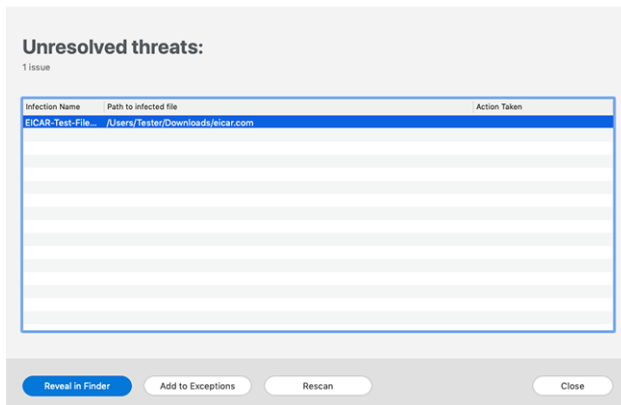 Unresolved threats:
1 issue
Infection Name Path to infected file Action Taken
EICAR-Test-File... /Users/Tester/Downloads/eicar.com
Reveal in Finder Add to Exceptions Rescan Close